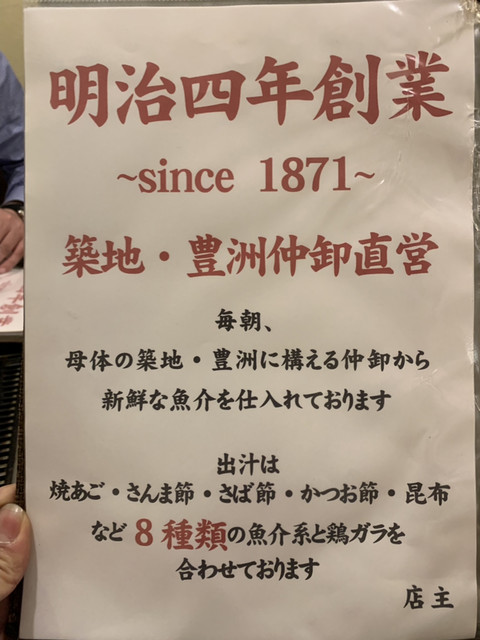 明治四年創業
~since 1871~
築地・豊洲仲卸直営
毎朝、
母体の築地・豊洲に構える仲卸から
新鮮な魚介を仕入れております
出汁は
焼あご・さんま節・さば節・かつお節・昆布
など8種類の魚介系と鶏ガラを
合わせております
店主